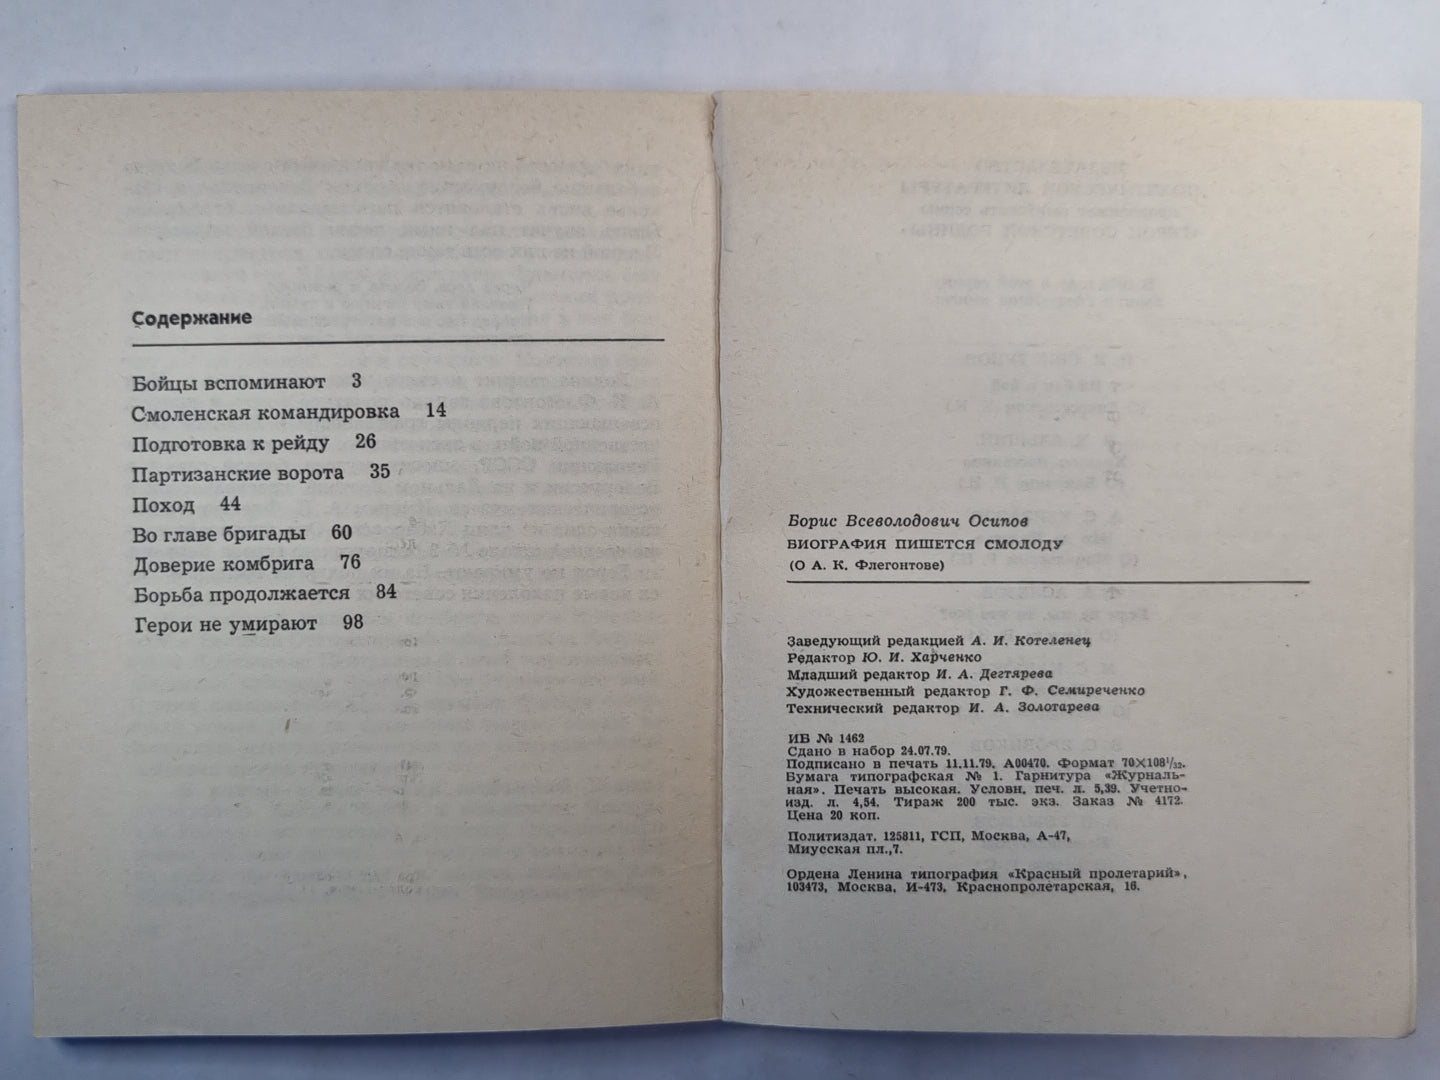 Содержание
Бойцы вспоминают 3
Смоленская командировка 14
Подготовка к рейду 26
Партизанские ворота 35
Поход 44
Во главе бригады 60
Доверие комбрига 76
Борьба продолжается 84
Герои не умирают 98
Борис Всеволодович Осипов
БИОГРАФИЯ ПИШЕТСЯ СМОЛОДУ
(О А. К. Флегонтове)
Заведующий редакцией А. И. Котеленец
Редактор Ю. И. Харченко
Младший редактор И. А. Дегтярева
Художественный редактор Г. Ф. Семиреченко
Технический редактор И. А. Золотарева
ИБ № 1462
Сдано в набор 24.07.79.
Подписано в печать 11.11.79. А00470. Формат 70×108¹/₃₂.
Бумага типографская № 1. Гарнитура «Журналь-
ная». Печать высокая. Условн. печ. л. 5,39. Учетно-
изд. л. 4,54. Тираж 200 тыс. экз. Заказ № 4172.
Цена 20 коп.
Политиздат. 125811, ГСП, Москва, А-47,
Миусская пл.,7.
Ордена Ленина типография «Красный пролетарий»,
103473, Москва, И-473, Краснопролетарская, 16.